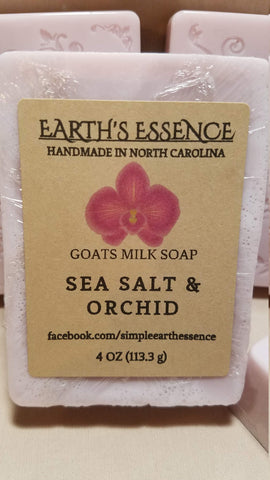 EARTH'S ESSENCE
HANDMADE IN NORTH CAROLINA
GOATS MILK SOAP
SEA SALT &
ORCHID
facebook.com/simpleearthessence
4 OZ (113.3 g)